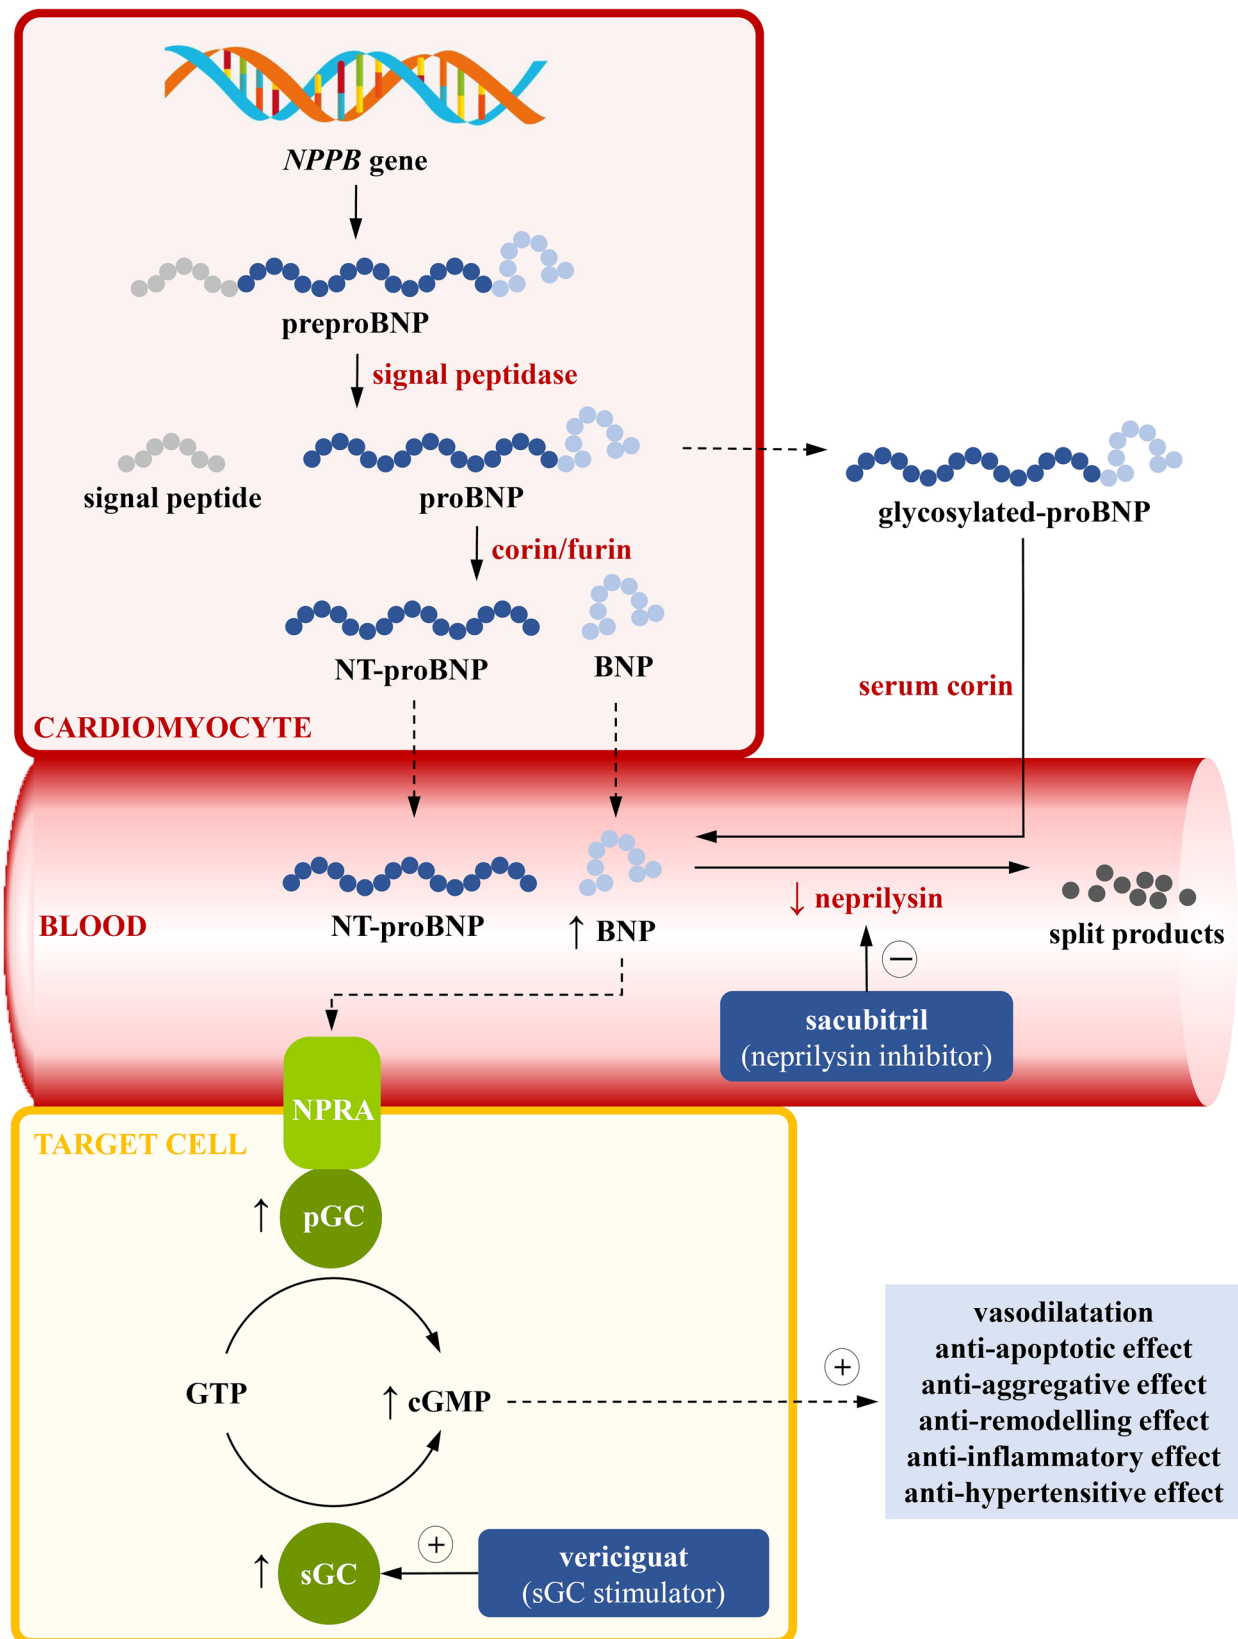 NPPB gene
preproBNP
signal peptidase
signal peptide
proBNP
glycosylated-proBNP
corin/furin
NT-proBNP
BNP
serum corin
CARDIOMYOCYTE
BLOOD
NT-proBNP
↑ BNP
↓ neprilysin
split products
−
sacubitril
(neprilysin inhibitor)
NPRA
TARGET CELL
↑ pGC
GTP
↑ cGMP
+
vasodilatation
anti-apoptotic effect
anti-aggregative effect
anti-remodelling effect
anti-inflammatory effect
anti-hypertensitive effect
↑ sGC
+
vericiguat
(sGC stimulator)